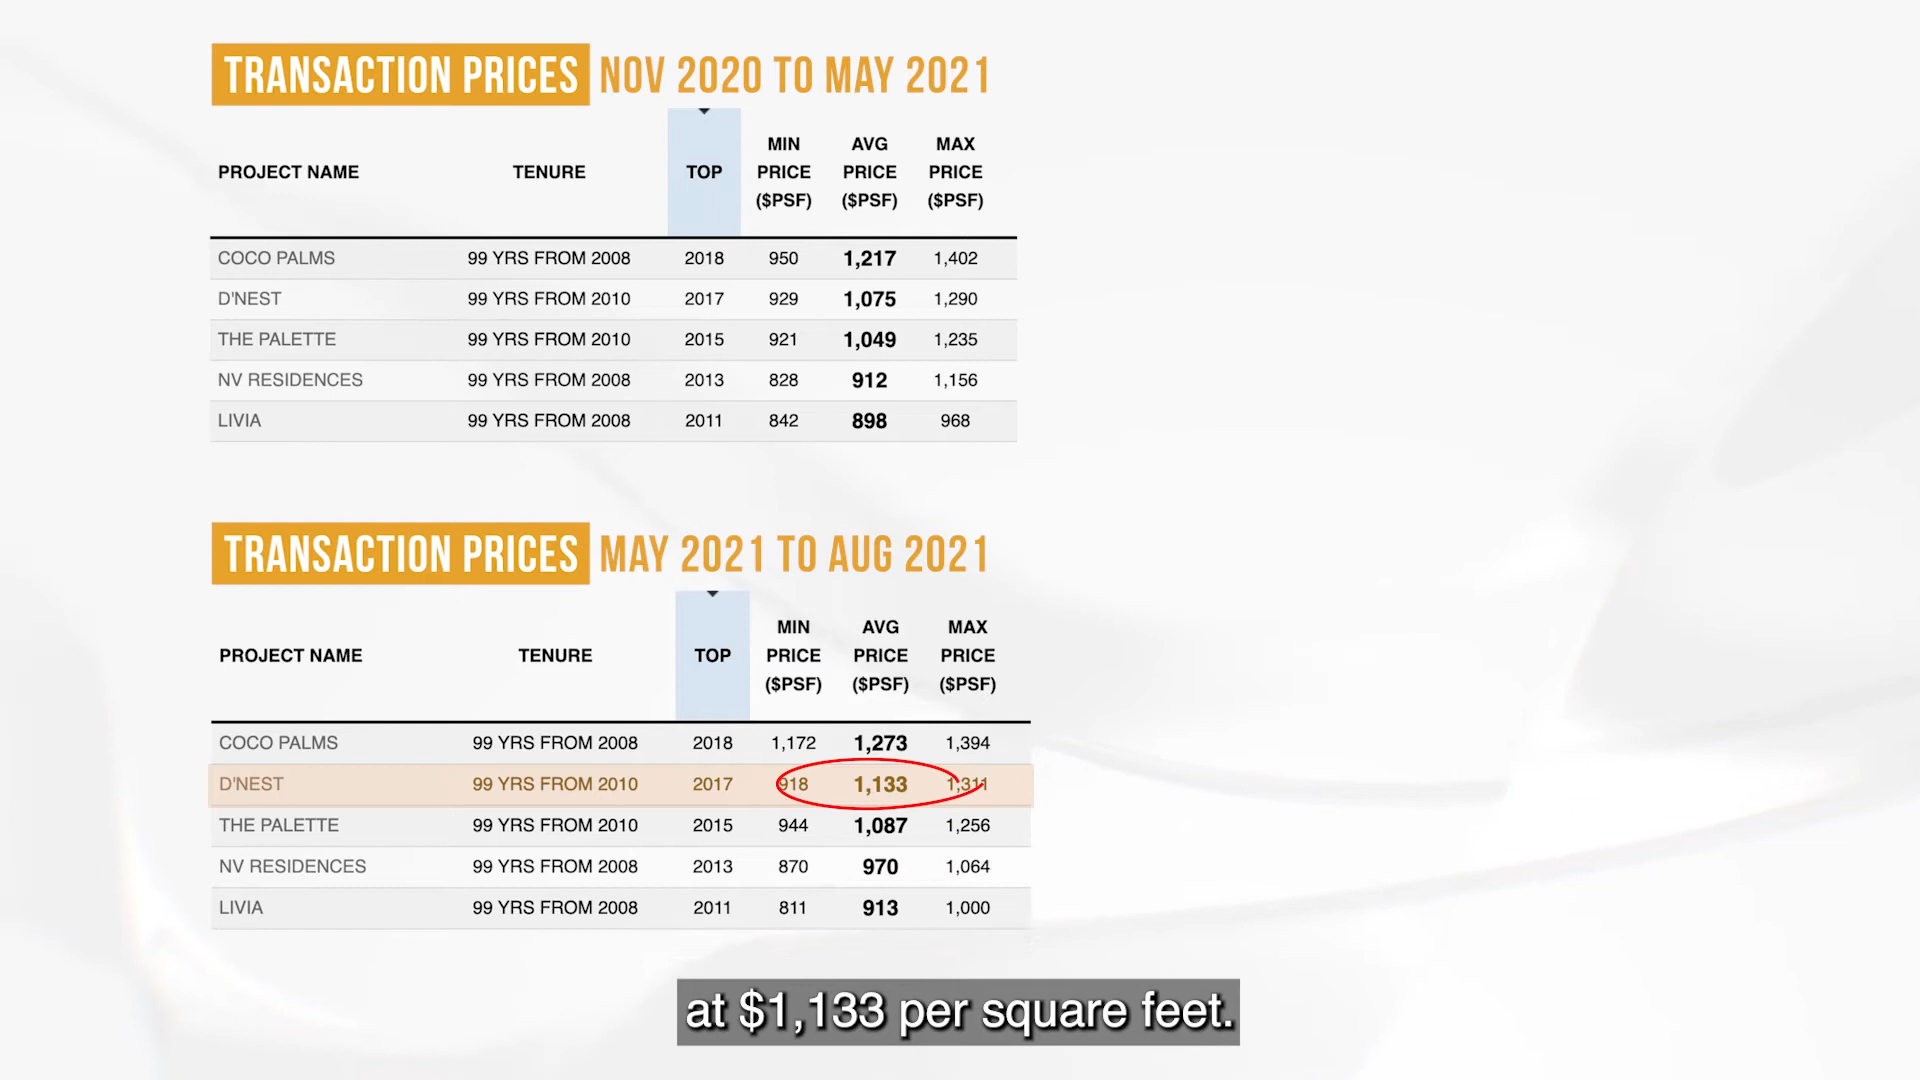 TRANSACTION PRICES NOV 2020 TO MAY 2021
PROJECT NAME TENURE TOP MIN PRICE ($PSF) AVG PRICE ($PSF) MAX PRICE ($PSF)
COCO PALMS 99 YRS FROM 2008 2018 950 1,217 1,402
D'NEST 99 YRS FROM 2010 2017 929 1,075 1,290
THE PALETTE 99 YRS FROM 2010 2015 921 1,049 1,235
NV RESIDENCES 99 YRS FROM 2008 2013 828 912 1,156
LIVIA 99 YRS FROM 2008 2011 842 898 968
TRANSACTION PRICES MAY 2021 TO AUG 2021
PROJECT NAME TENURE TOP MIN PRICE ($PSF) AVG PRICE ($PSF) MAX PRICE ($PSF)
COCO PALMS 99 YRS FROM 2008 2018 1,172 1,273 1,394
D'NEST 99 YRS FROM 2010 2017 918 1,133 1,311
THE PALETTE 99 YRS FROM 2010 2015 944 1,087 1,256
NV RESIDENCES 99 YRS FROM 2008 2013 870 970 1,064
LIVIA 99 YRS FROM 2008 2011 811 913 1,000
at $1,133 per square feet.